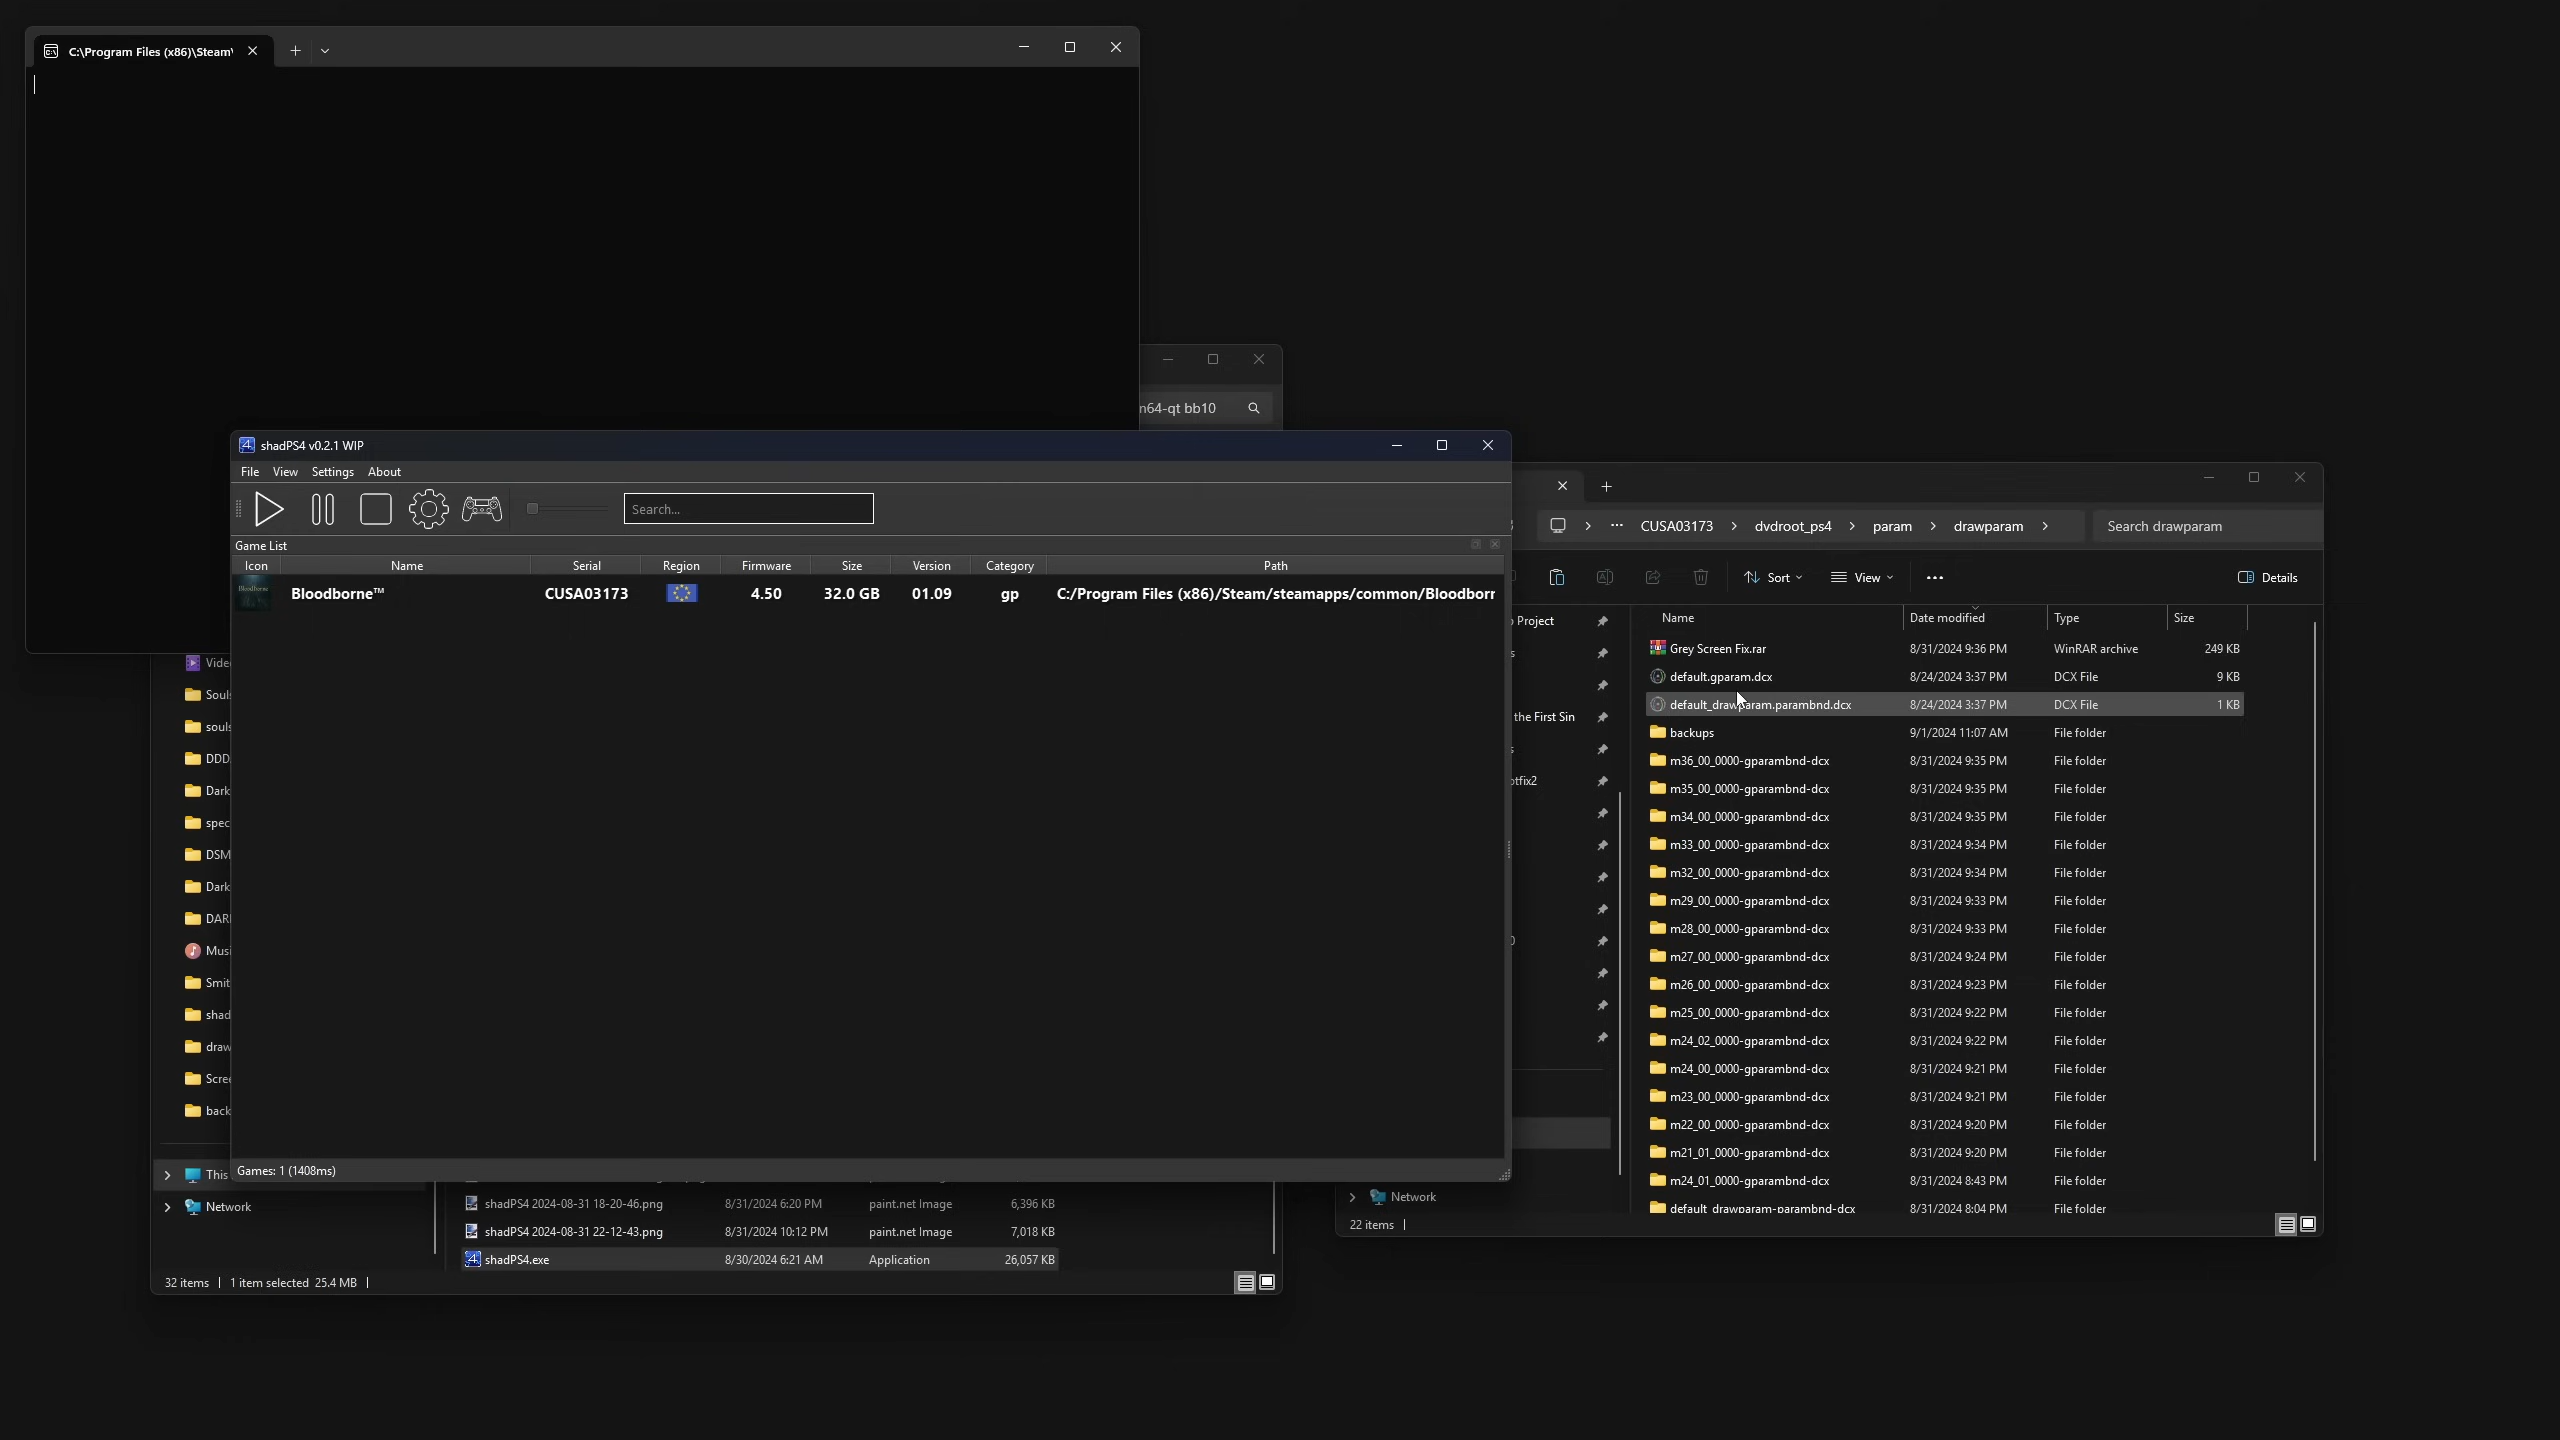 C:\Program Files (x86)\Steam\
n64-qt bb10
shadPS4 v0.2.1 WIP
File View Settings About
Search...
Game List
Icon Name Serial Region Firmware Size Version Category Path
Bloodborne
Bloodborne™ CUSA03173 4.50 32.0 GB 01.09 gp C:/Program Files (x86)/Steam/steamapps/common/Bloodborn
Games: 1 (1408ms)
Vide
Souls
souls
DDD
Dark
spec
DSM
Dark
DAR
Musi
Smit
shad
draw
Scre
back
This
Network
shadPS4 2024-08-31 18-20-46.png 8/31/2024 6:20 PM paint.net Image 6,396 KB
shadPS4 2024-08-31 22-12-43.png 8/31/2024 10:12 PM paint.net Image 7,018 KB
shadPS4.exe 8/30/2024 6:21 AM Application 26,057 KB
32 items 1 item selected 25.4 MB
CUSA03173 dvdroot_ps4 param drawparam Search drawparam
Sort View Details
Project
the First Sin
otfix2
Network
22 items
Name Date modified Type Size
Grey Screen Fix.rar 8/31/2024 9:36 PM WinRAR archive 249 KB
default.gparam.dcx 8/24/2024 3:37 PM DCX File 9 KB
default_drawparam.parambnd.dcx 8/24/2024 3:37 PM DCX File 1 KB
backups 9/1/2024 11:07 AM File folder
m36_00_0000-gparambnd-dcx 8/31/2024 9:35 PM File folder
m35_00_0000-gparambnd-dcx 8/31/2024 9:35 PM File folder
m34_00_0000-gparambnd-dcx 8/31/2024 9:35 PM File folder
m33_00_0000-gparambnd-dcx 8/31/2024 9:34 PM File folder
m32_00_0000-gparambnd-dcx 8/31/2024 9:34 PM File folder
m29_00_0000-gparambnd-dcx 8/31/2024 9:33 PM File folder
m28_00_0000-gparambnd-dcx 8/31/2024 9:33 PM File folder
m27_00_0000-gparambnd-dcx 8/31/2024 9:24 PM File folder
m26_00_0000-gparambnd-dcx 8/31/2024 9:23 PM File folder
m25_00_0000-gparambnd-dcx 8/31/2024 9:22 PM File folder
m24_02_0000-gparambnd-dcx 8/31/2024 9:22 PM File folder
m24_00_0000-gparambnd-dcx 8/31/2024 9:21 PM File folder
m23_00_0000-gparambnd-dcx 8/31/2024 9:21 PM File folder
m22_00_0000-gparambnd-dcx 8/31/2024 9:20 PM File folder
m21_01_0000-gparambnd-dcx 8/31/2024 9:20 PM File folder
m24_01_0000-gparambnd-dcx 8/31/2024 8:43 PM File folder
default_drawparam-parambnd-dcx 8/31/2024 8:04 PM File folder